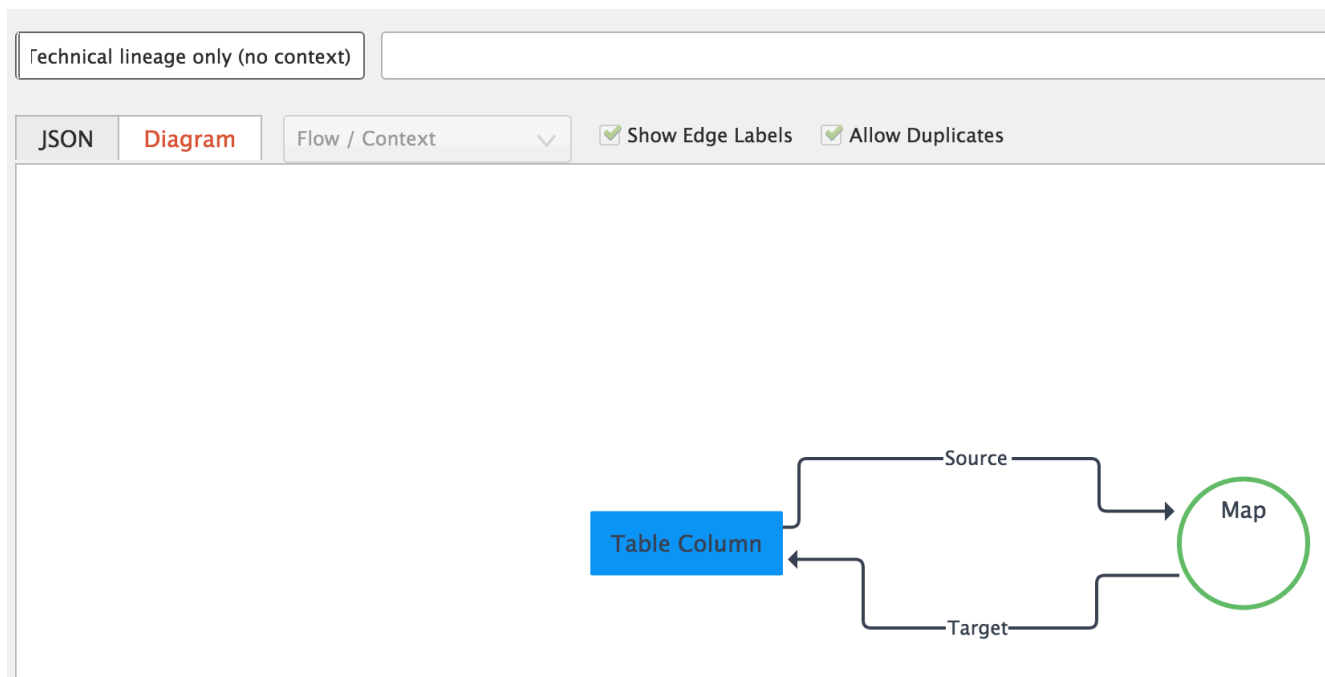 Technical lineage only (no context)
JSON
Diagram
Flow / Context
Show Edge Labels
Allow Duplicates
Source
Map
Table Column
Target